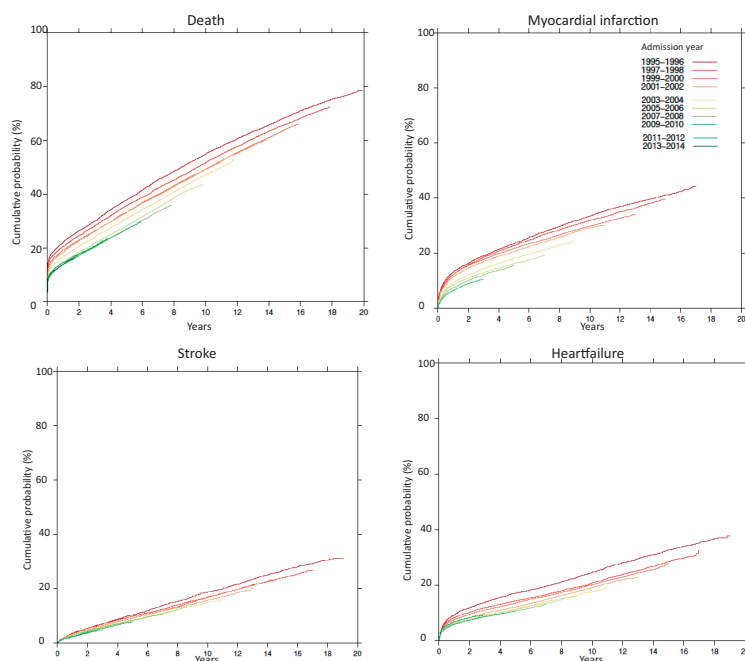 Death
Cumulative probability (%)
100
80
60
40
20
0
0 2 4 6 8 10 12 14 16 18 20
Years
Myocardial infarction
Cumulative probability (%)
100
80
60
40
20
0
Admission year
1995–1996
1997–1998
1999–2000
2001–2002
2003–2004
2005–2006
2007–2008
2009–2010
2011–2012
2013–2014
0 2 4 6 8 10 12 14 16 18 20
Years
Stroke
Cumulative probability (%)
100
80
60
40
20
0
0 2 4 6 8 10 12 14 16 18 20
Years
Heartfailure
Cumulative probability (%)
100
80
60
40
20
0
0 2 4 6 8 10 12 14 16 18 20
Years